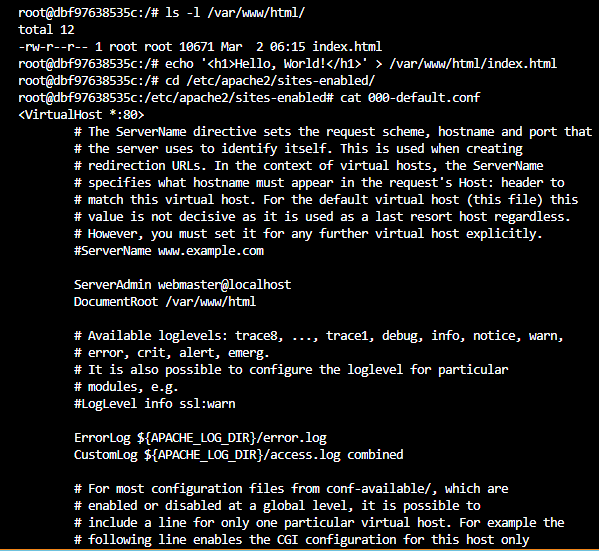 root@dbf97638535c:/# ls -l /var/www/html/
total 12
-rw-r--r-- 1 root root 10671 Mar  2 06:15 index.html
root@dbf97638535c:/# echo '<h1>Hello, World!</h1>' > /var/www/html/index.html
root@dbf97638535c:/# cd /etc/apache2/sites-enabled/
root@dbf97638535c:/etc/apache2/sites-enabled# cat 000-default.conf
<VirtualHost *:80>
        # The ServerName directive sets the request scheme, hostname and port that
        # the server uses to identify itself. This is used when creating
        # redirection URLs. In the context of virtual hosts, the ServerName
        # specifies what hostname must appear in the request's Host: header to
        # match this virtual host. For the default virtual host (this file) this
        # value is not decisive as it is used as a last resort host regardless.
        # However, you must set it for any further virtual host explicitly.
        #ServerName www.example.com

        ServerAdmin webmaster@localhost
        DocumentRoot /var/www/html

        # Available loglevels: trace8, ..., trace1, debug, info, notice, warn,
        # error, crit, alert, emerg.
        # It is also possible to configure the loglevel for particular
        # modules, e.g.
        #LogLevel info ssl:warn

        ErrorLog ${APACHE_LOG_DIR}/error.log
        CustomLog ${APACHE_LOG_DIR}/access.log combined

        # For most configuration files from conf-available/, which are
        # enabled or disabled at a global level, it is possible to
        # include a line for only one particular virtual host. For example the
        # following line enables the CGI configuration for this host only